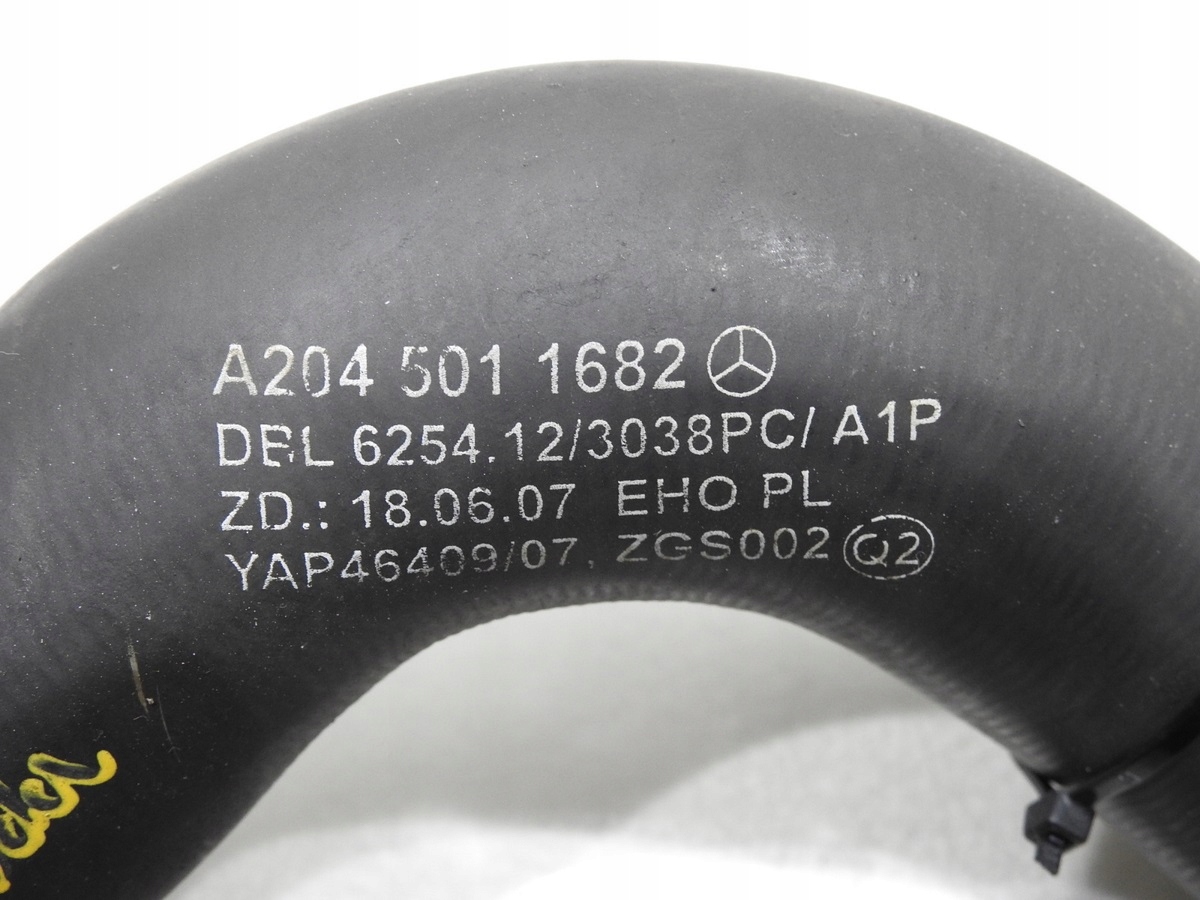 A204 501 1682
DBL 6254.12/3038PC/ A1P
ZD.: 18.06.07 EHO PL
YAP46409/07, ZGS002 Q2